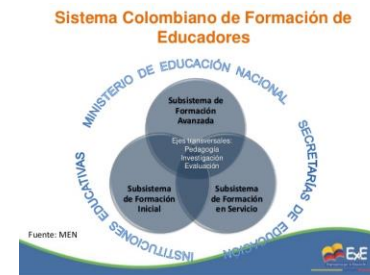 Sistema Colombiano de Formación de
Educadores
MINISTERIO DE EDUCACIÓN NACIONAL
SECRETARÍAS DE EDUCACIÓN
INSTITUCIONES EDUCATIVAS
Subsistema de
Formación
Avanzada
Ejes transversales:
Pedagogía
Investigación
Evaluación
Subsistema
de Formación
Inicial
Subsistema
de Formación
en Servicio
Fuente: MEN